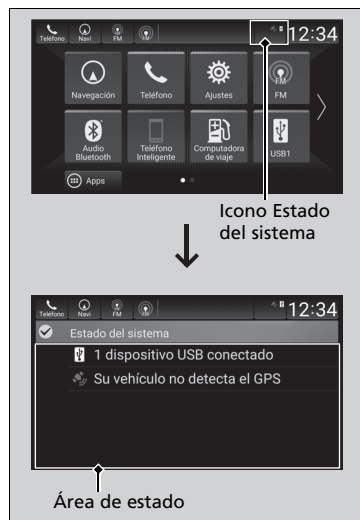 Teléfono Navi FM FM 12:34
Navegación Teléfono Ajustes FM
Audio Bluetooth Teléfono Inteligente Computadora de viaje USB1
Apps
Icono Estado
del sistema
Teléfono Navi FM 12:34
Estado del sistema
1 dispositivo USB conectado
Su vehículo no detecta el GPS
Área de estado